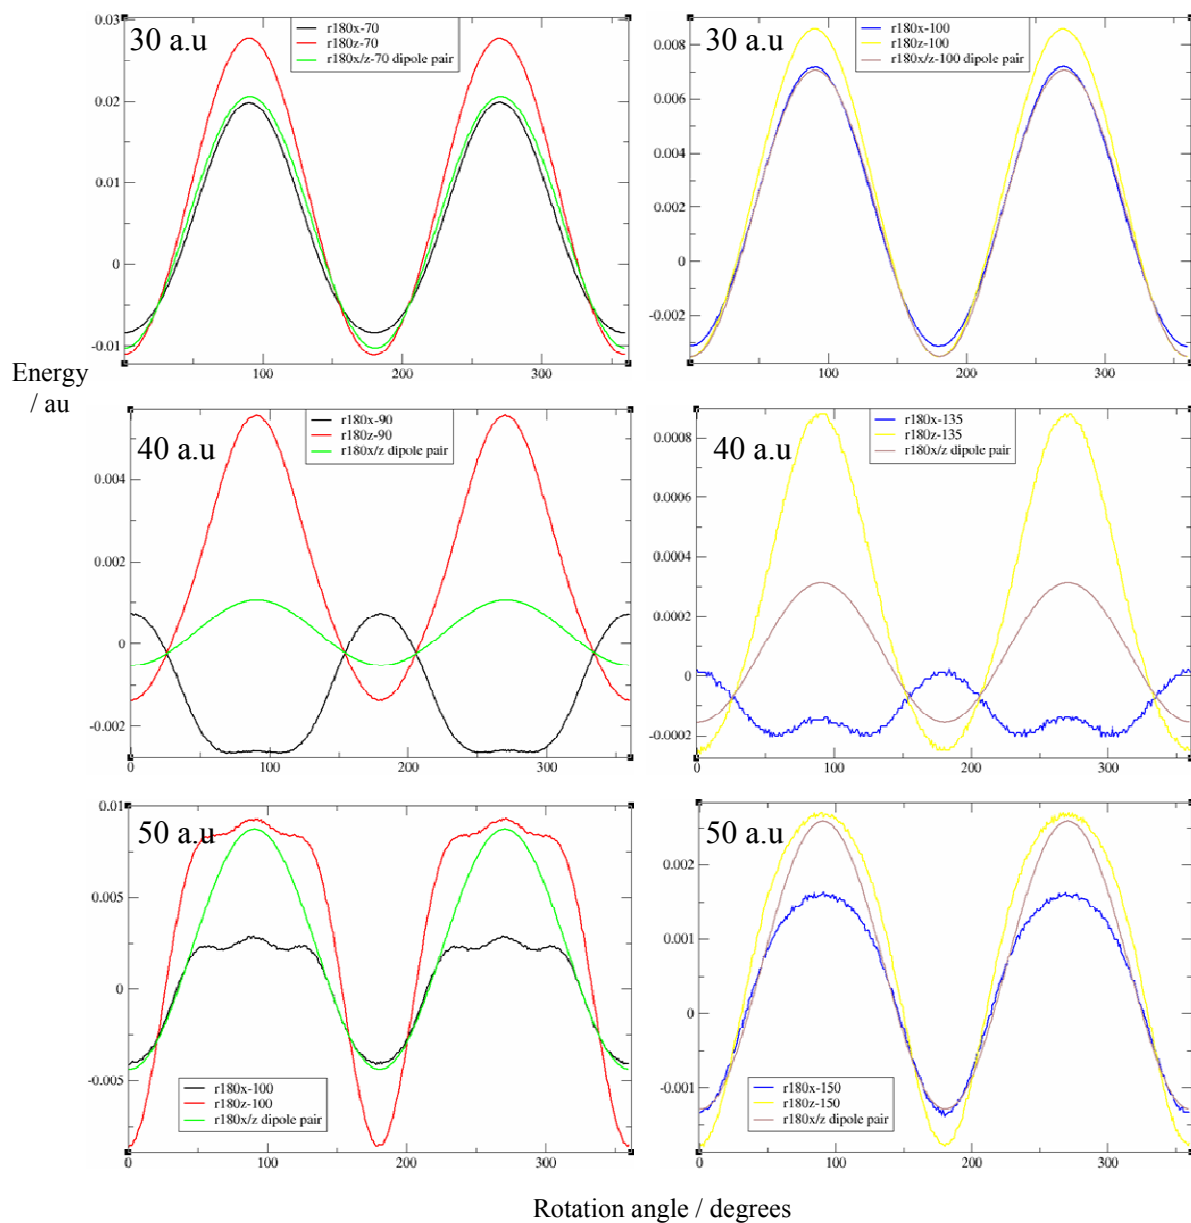 30 a.u
r180x-70
r180z-70
r180x/z-70 dipole pair
0.03
0.02
0.01
0
-0.01
100
200
300
30 a.u
r180x-100
r180z-100
r180x/z-100 dipole pair
0.008
0.006
0.004
0.002
0
-0.002
100
200
300
Energy
/ au
40 a.u
r180x-90
r180z-90
r180x/z dipole pair
0.004
0.002
0
-0.002
0
100
200
300
40 a.u
r180x-135
r180z-135
r180x/z dipole pair
0.0008
0.0006
0.0004
0.0002
0
-0.0002
0
100
200
300
50 a.u
0.01
0.005
0
-0.005
r180x-100
r180z-100
r180x/z dipole pair
0
100
200
300
50 a.u
0.002
0.001
0
-0.001
r180x-150
r180z-150
r180x/z dipole pair
0
100
200
300
Rotation angle / degrees